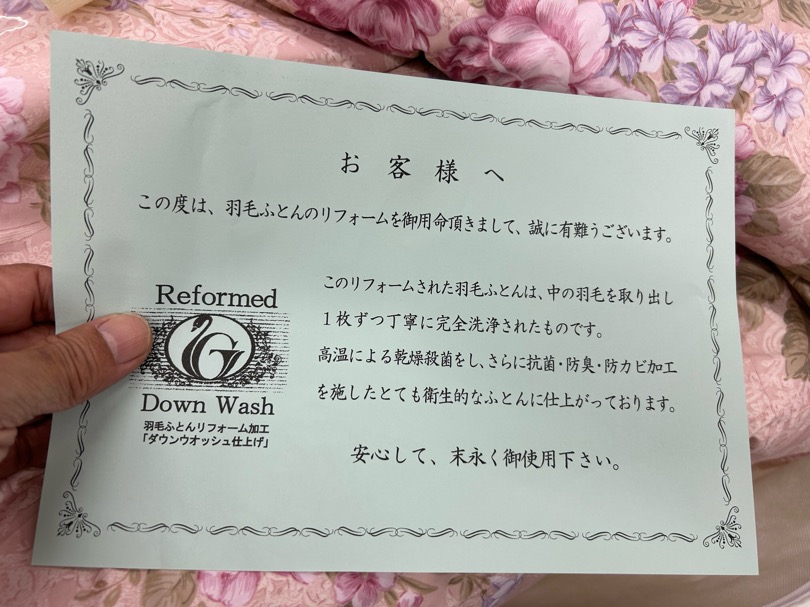 お客様へ
この度は、羽毛ふとんのリフォームを御用命頂きまして、誠に有難うございます。
Reformed
G
Down Wash
羽毛ふとんリフォーム加工
「ダウンウオッシュ仕上げ」
このリフォームされた羽毛ふとんは、中の羽毛を取り出し
1枚ずつ丁寧に完全洗浄されたものです。
高温による乾燥殺菌をし、さらに抗菌・防臭・防カビ加工
を施したとても衛生的なふとんに仕上がっております。
安心して、末永く御使用下さい。